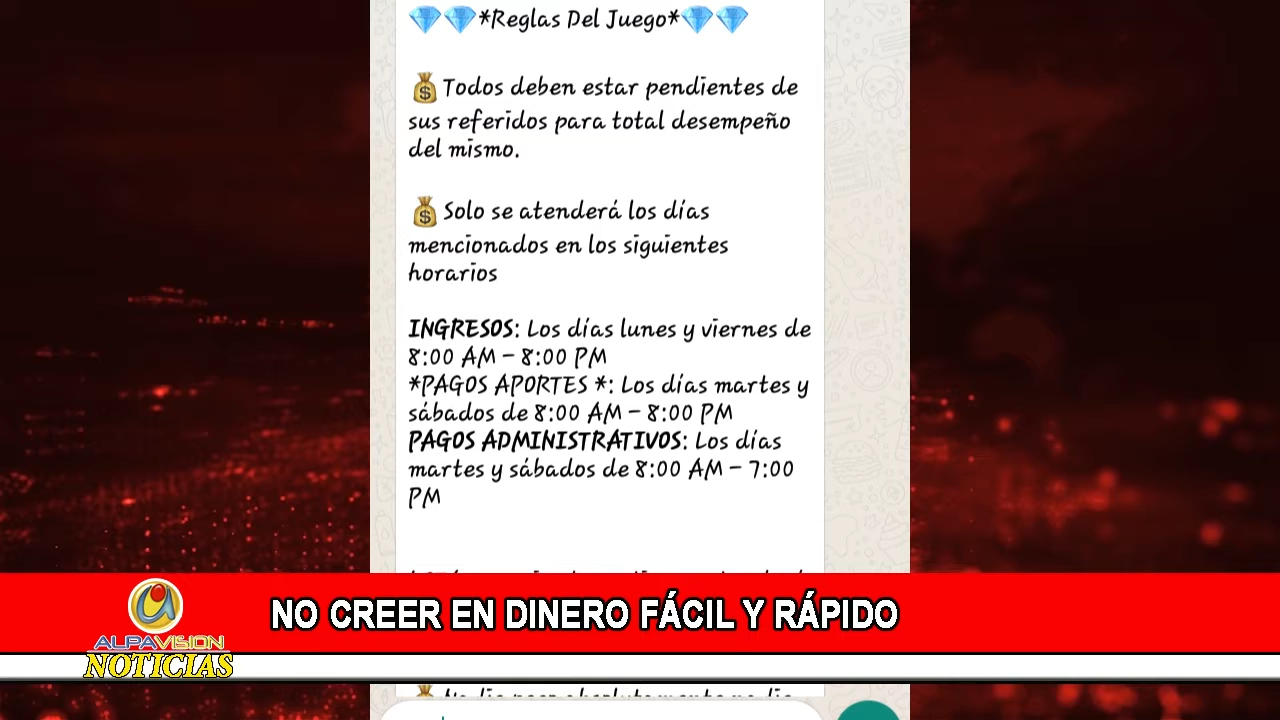 💎💎*Reglas Del Juego*💎💎
💰Todos deben estar pendientes de
sus referidos para total desempeño
del mismo.
💰Solo se atenderá los días
mencionados en los siguientes
horarios
INGRESOS: Los días lunes y viernes de
8:00 AM – 8:00 PM
*PAGOS APORTES *: Los días martes y
sábados de 8:00 AM – 8:00 PM
PAGOS ADMINISTRATIVOS: Los días
martes y sábados de 8:00 AM – 7:00
PM
NO CREER EN DINERO FÁCIL Y RÁPIDO
ALPAVISION
NOTICIAS